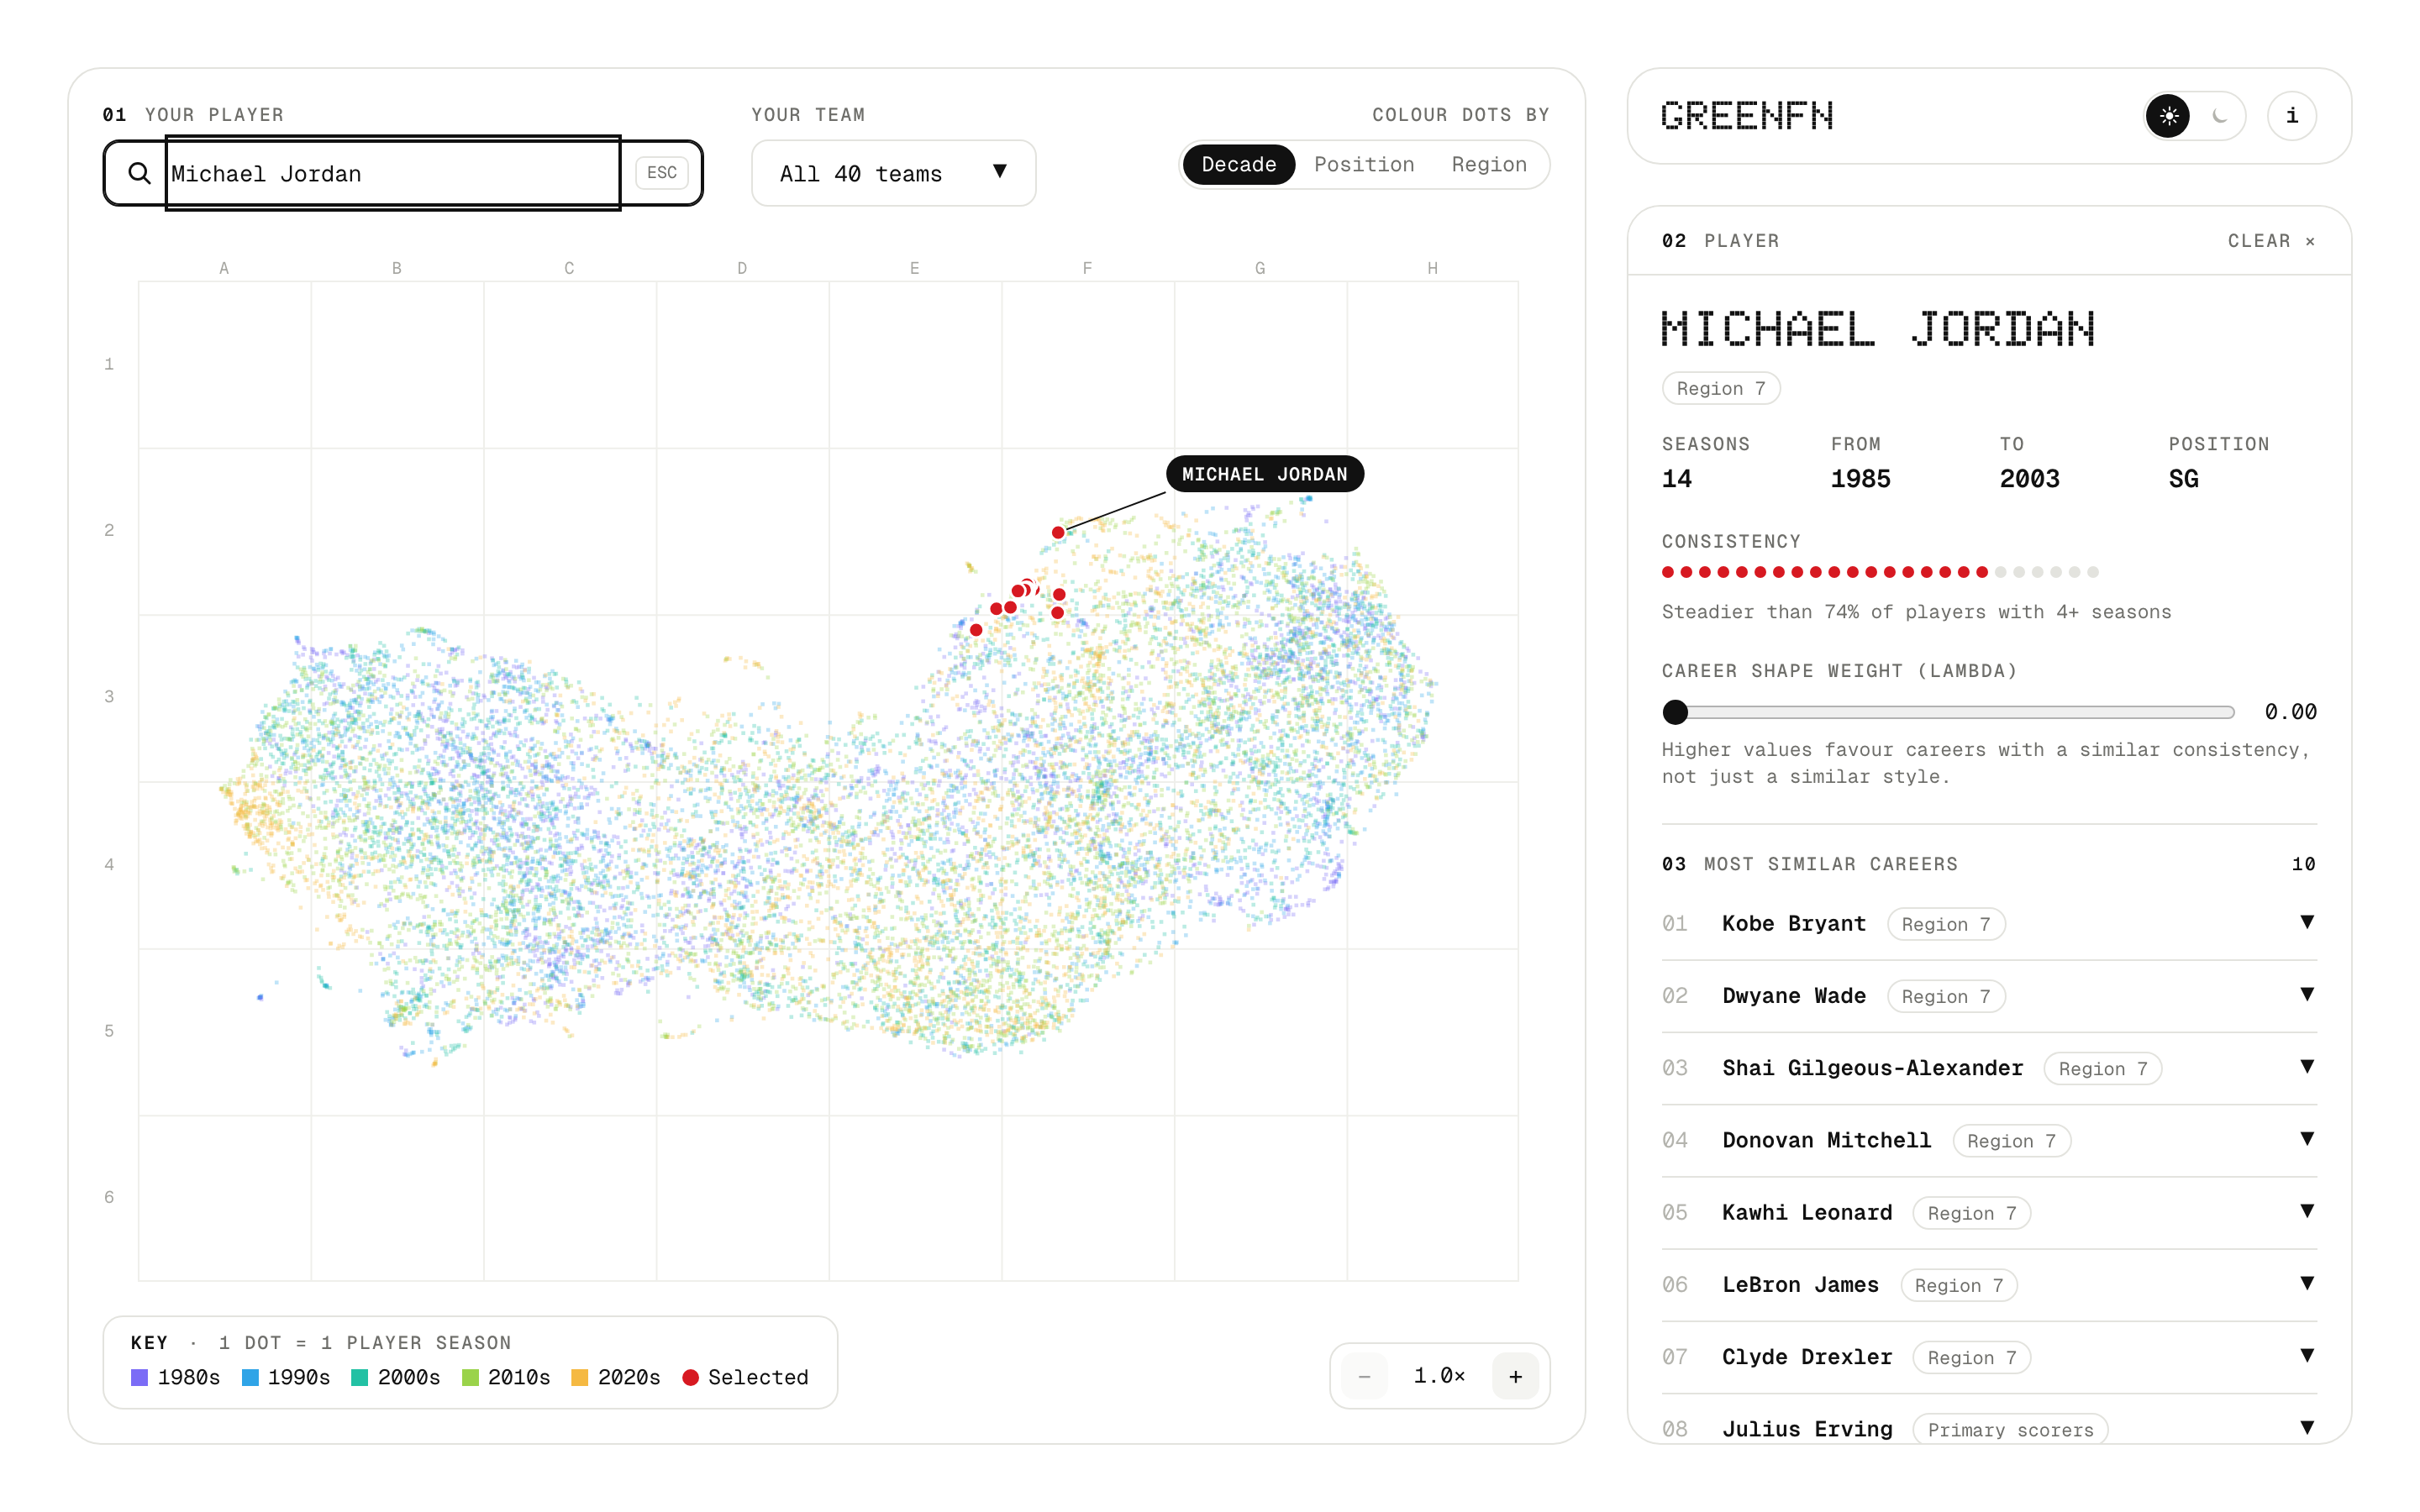 01 YOUR PLAYER
Michael Jordan ESC
YOUR TEAM
All 40 teams ▼
COLOUR DOTS BY
Decade Position Region
A B C D E F G H
1
2
3
4
5
6
MICHAEL JORDAN
KEY · 1 DOT = 1 PLAYER SEASON
1980s 1990s 2000s 2010s 2020s Selected
− 1.0× +
GREENFN
i
02 PLAYER CLEAR ×
MICHAEL JORDAN
Region 7
SEASONS FROM TO POSITION
14 1985 2003 SG
CONSISTENCY
Steadier than 74% of players with 4+ seasons
CAREER SHAPE WEIGHT (LAMBDA)
0.00
Higher values favour careers with a similar consistency,
not just a similar style.
03 MOST SIMILAR CAREERS 10
01 Kobe Bryant Region 7 ▼
02 Dwyane Wade Region 7 ▼
03 Shai Gilgeous-Alexander Region 7 ▼
04 Donovan Mitchell Region 7 ▼
05 Kawhi Leonard Region 7 ▼
06 LeBron James Region 7 ▼
07 Clyde Drexler Region 7 ▼
08 Julius Erving Primary scorers ▼